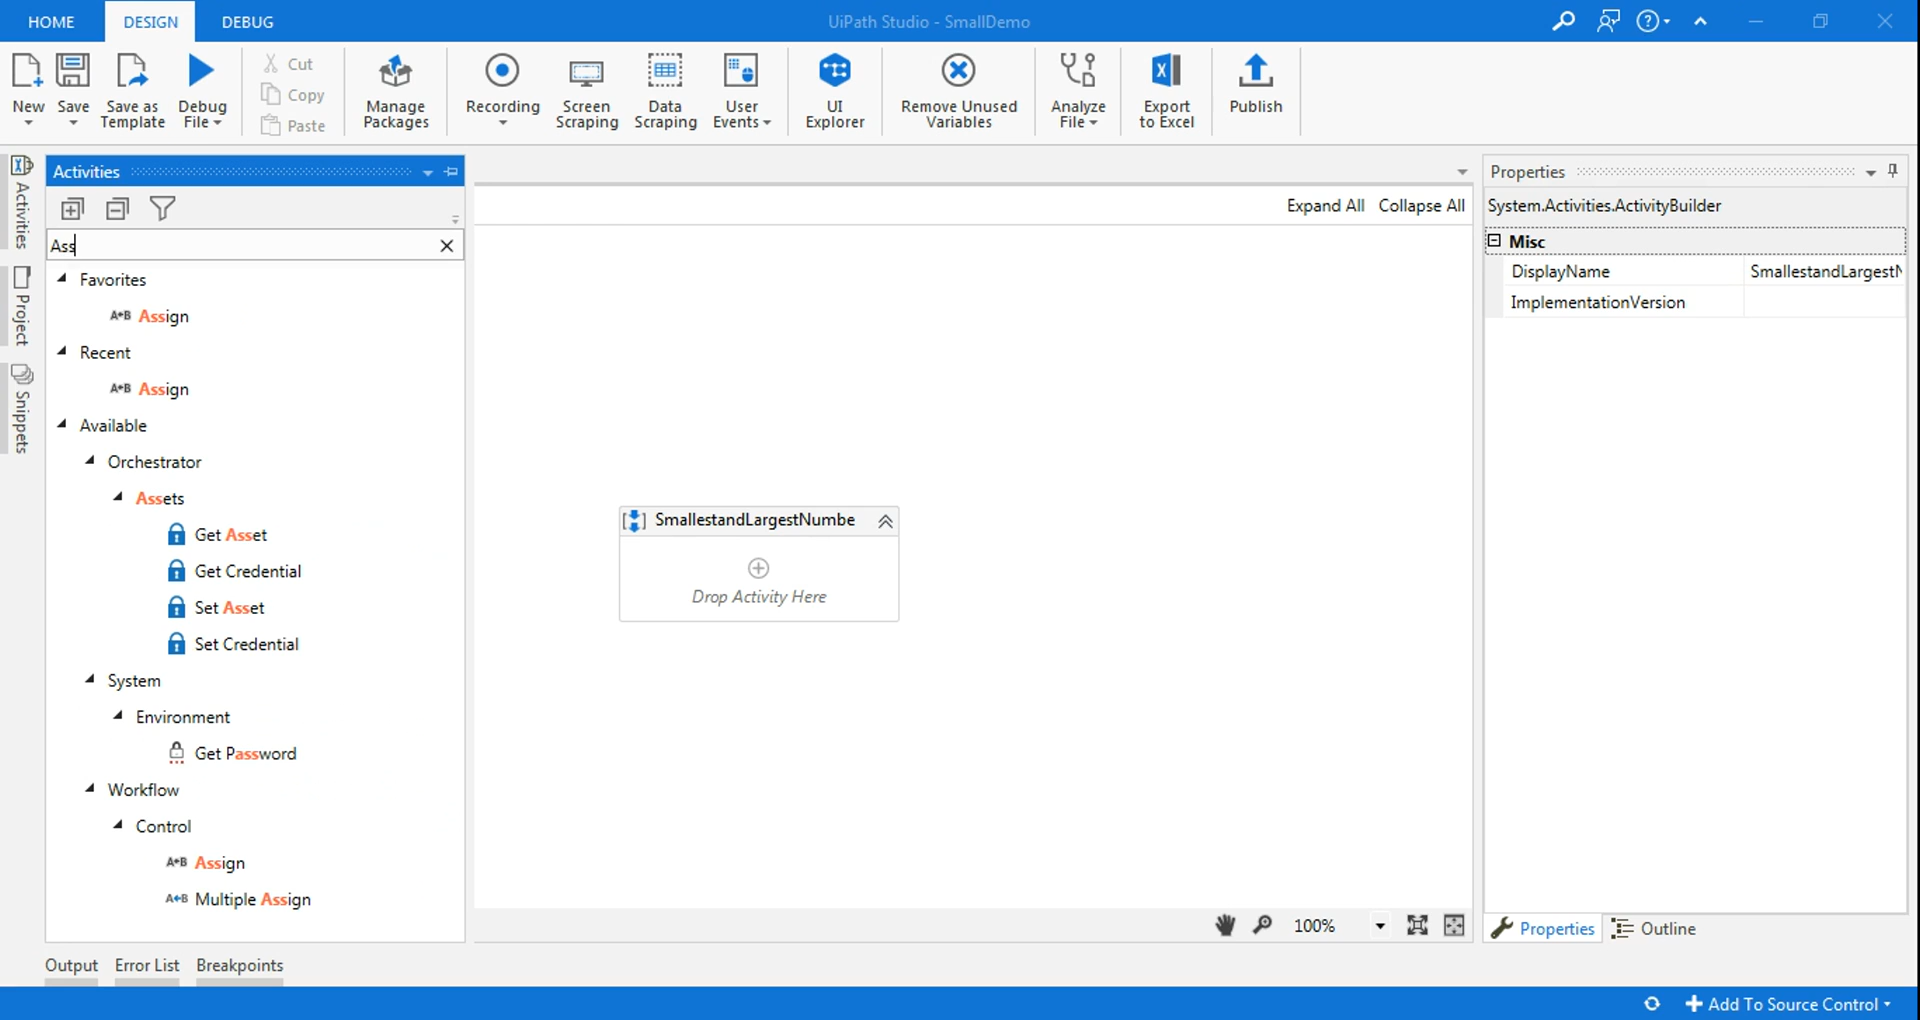 HOME DESIGN DEBUG UiPath Studio - SmallDemo
New Save Save as Template Debug File
Cut
Copy
Paste
Manage Packages
Recording
Screen Scraping
Data Scraping
User Events
UI Explorer
Remove Unused Variables
Analyze File
Export to Excel
Publish
Activities
Project
Snippets
Activities
Ass
Favorites
A+B Assign
Recent
A+B Assign
Available
Orchestrator
Assets
Get Asset
Get Credential
Set Asset
Set Credential
System
Environment
Get Password
Workflow
Control
A+B Assign
A+B Multiple Assign
Expand All Collapse All
SmallestandLargestNumbe
Drop Activity Here
100%
Properties
System.Activities.ActivityBuilder
Misc
DisplayName SmallestandLargestN
ImplementationVersion
Properties Outline
Output Error List Breakpoints
Add To Source Control